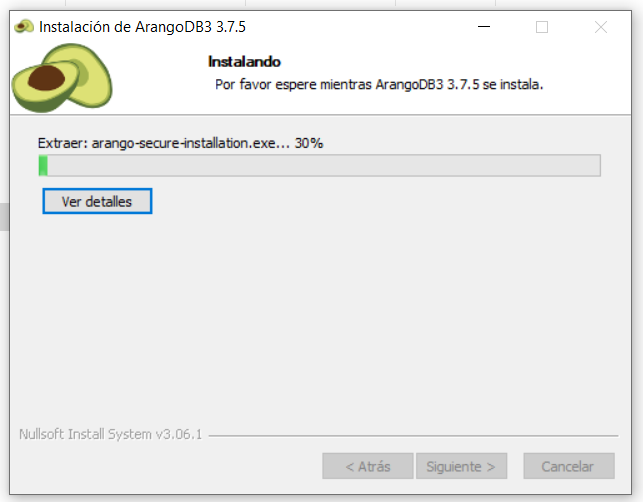 Instalación de ArangoDB3 3.7.5
Instalando
Por favor espere mientras ArangoDB3 3.7.5 se instala.
Extraer: arango-secure-installation.exe... 30%
Ver detalles
Nullsoft Install System v3.06.1
< Atrás
Siguiente >
Cancelar